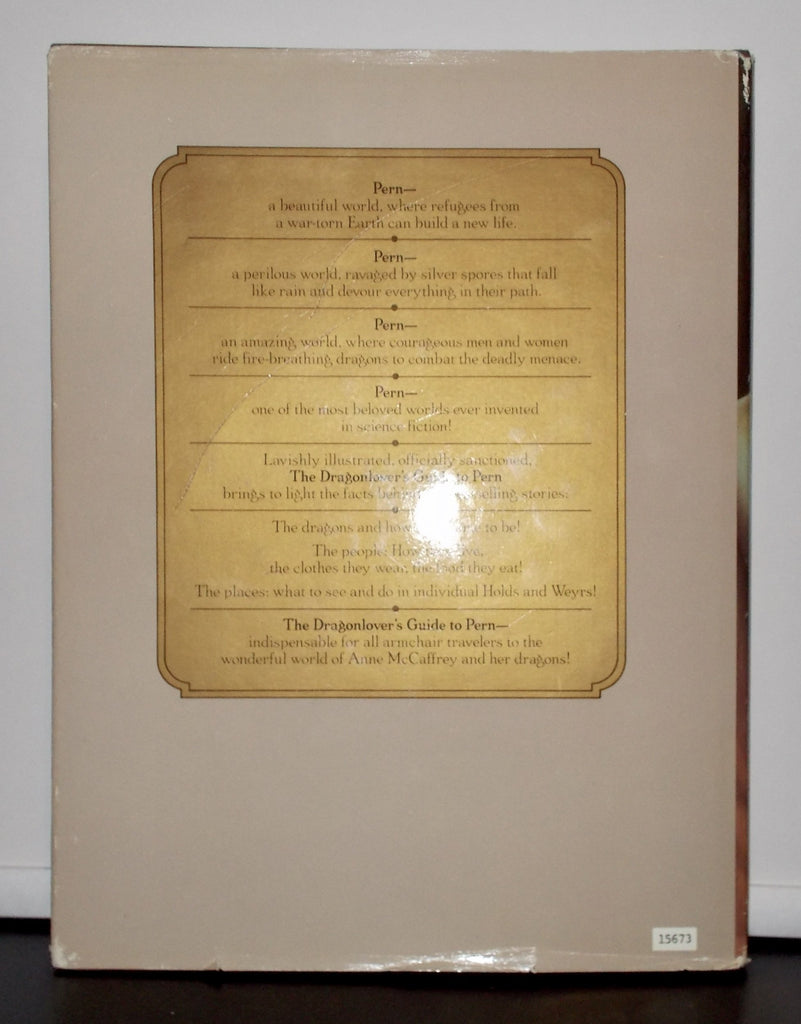 Pern—
a beautiful world, where refugees from
a war-torn Earth can build a new life.
Pern—
a perilous world, ravaged by silver spores that fall
like rain and devour everything in their path.
Pern—
an amazing world, where courageous men and women
ride fire-breathing dragons to combat the deadly menace.
Pern—
one of the most beloved worlds ever invented
in science fiction!
Lavishly illustrated, officially sanctioned,
The Dragonlover's Guide to Pern
brings to light the facts stories:
The dragons and how to be!
The people: How
the clothes they wear, the food they eat!
The places: what to see and do in individual Holds and Weyrs!
The Dragonlover's Guide to Pern—
indispensable for all armchair travelers to the
wonderful world of Anne McCaffrey and her dragons!
15673